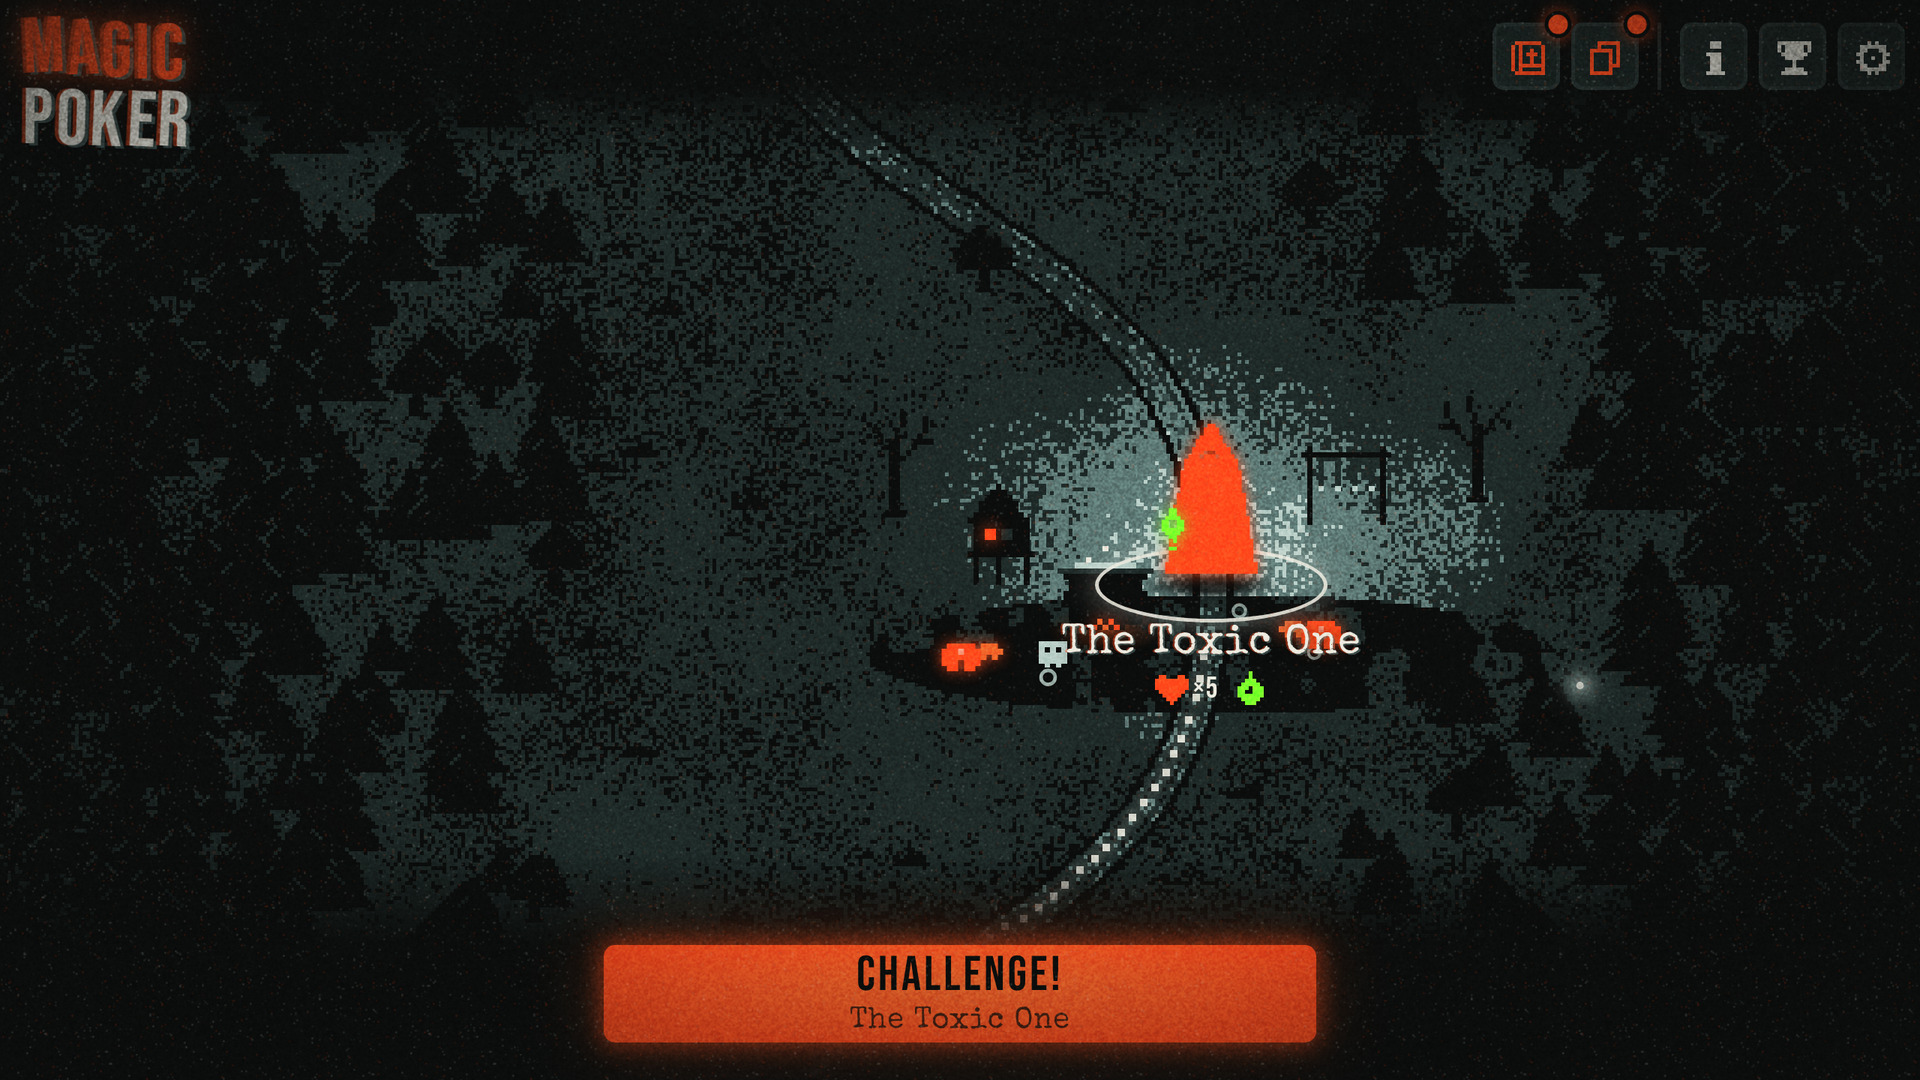 MAGIC
POKER
The Toxic One
×5
CHALLENGE!
The Toxic One